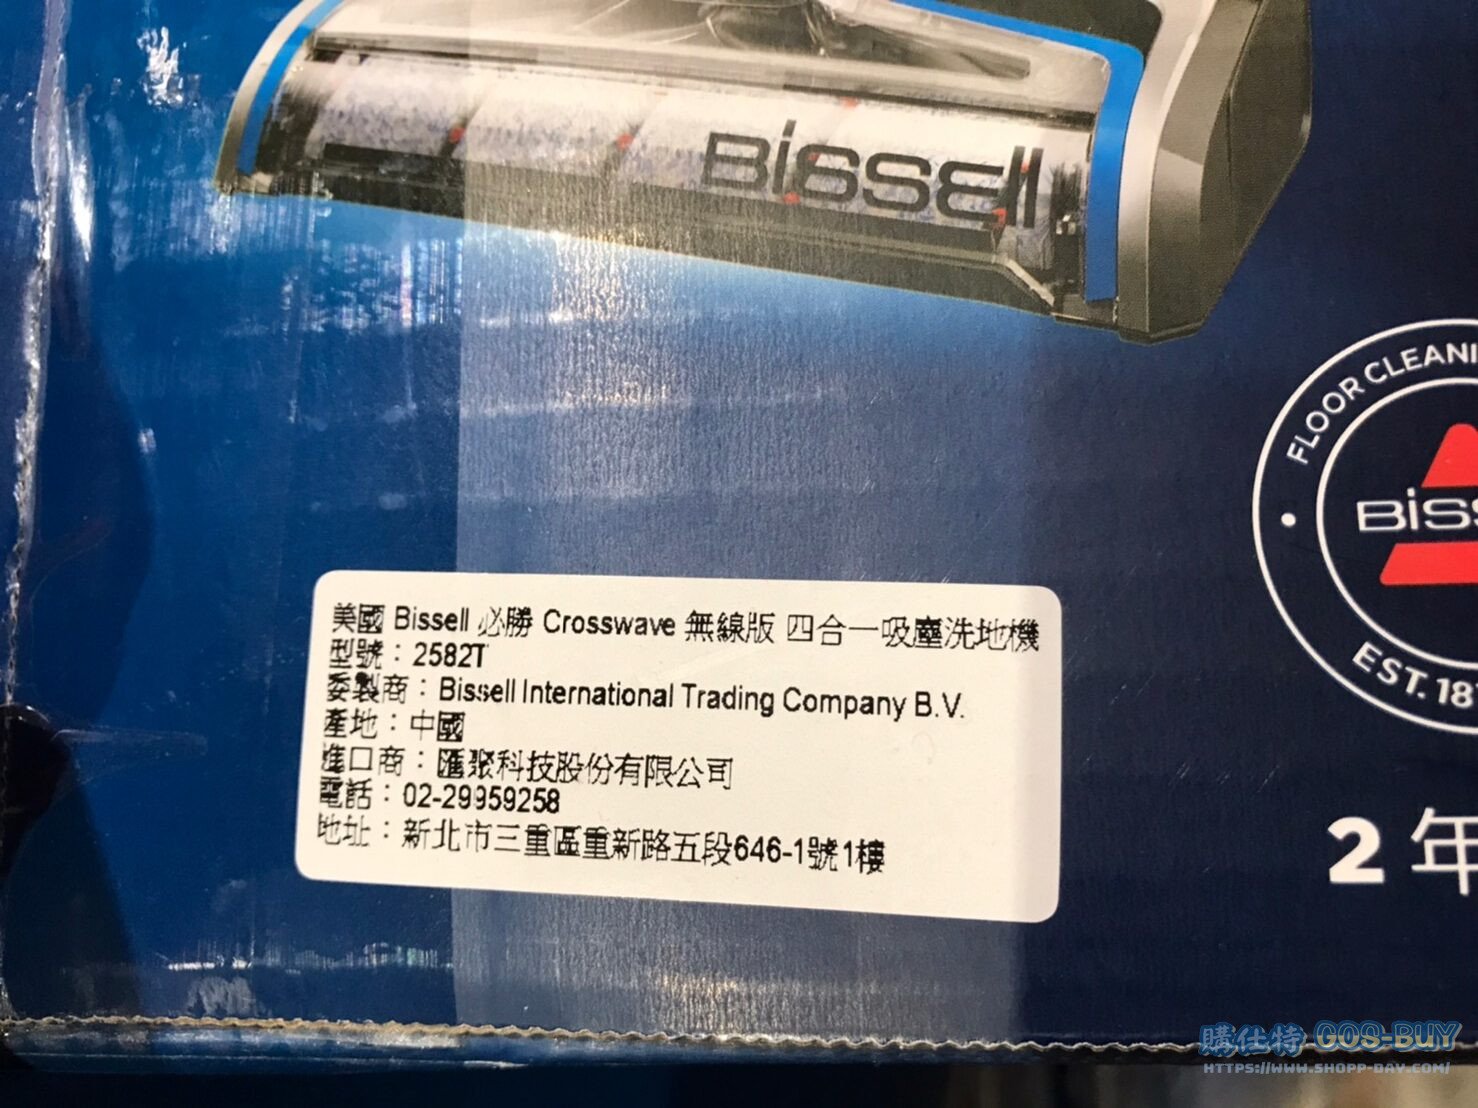 Bissell
FLOOR CLEANI
Biss
EST. 18
2 年
美國 Bissell 必勝 Crosswave 無線版 四合一吸塵洗地機
型號：2582T
委製商：Bissell International Trading Company B.V.
產地：中國
進口商：匯聚科技股份有限公司
電話：02-29959258
地址：新北市三重區重新路五段646-1號1樓
購仕特 GOS-BUY
HTTPS://WWW.SHOPP-DAY.COM/